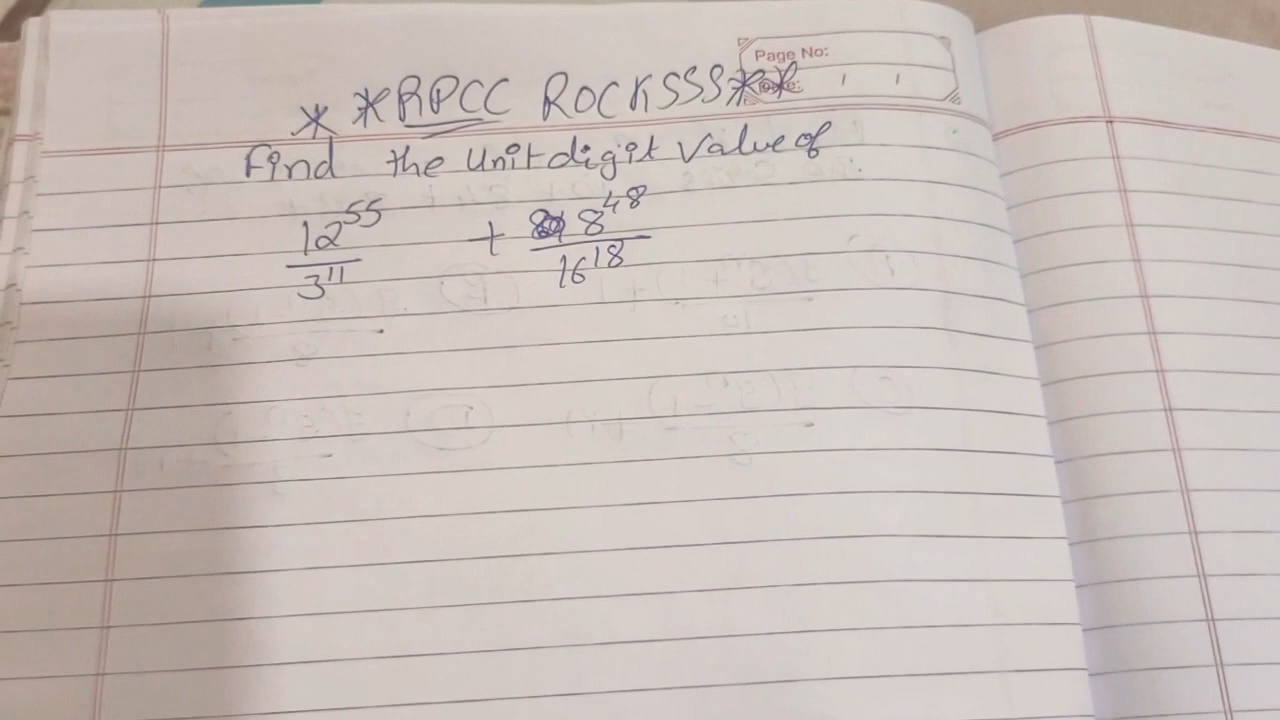 Page No:
* *RPCC ROCKSSS**
Find the Unit digit Value of
12^55 / 3^11 + 8^48 / 16^18